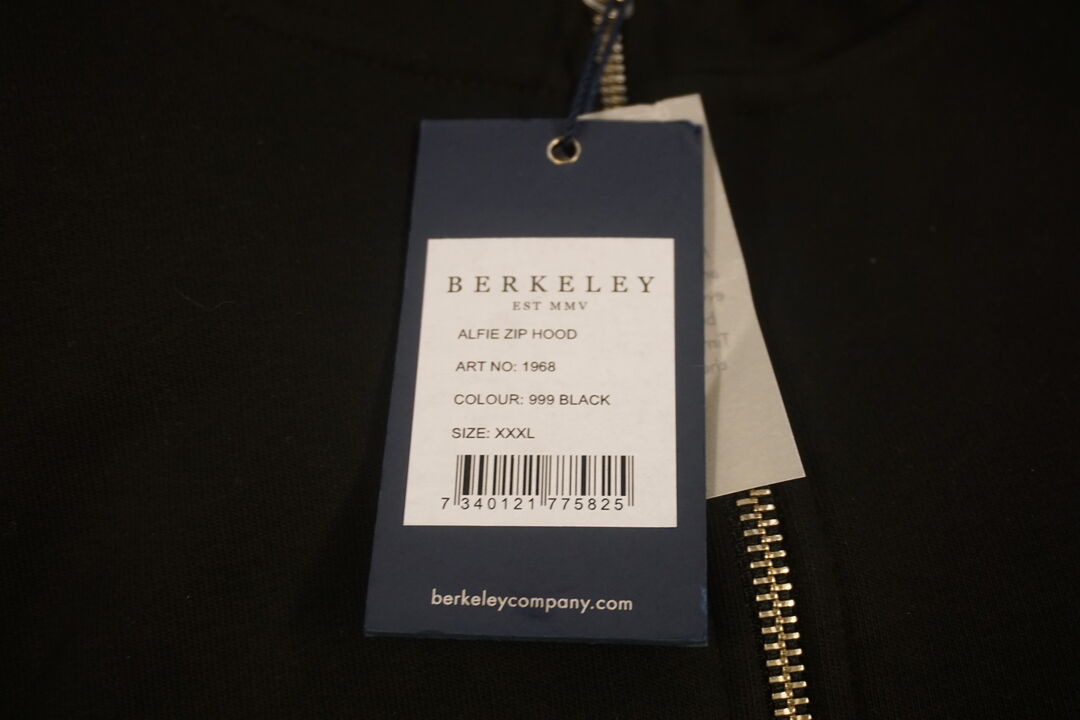 BERKELEY
EST MMV
ALFIE ZIP HOOD
ART NO: 1968
COLOUR: 999 BLACK
SIZE: XXXL
7 340121 775825
berkeleycompany.com